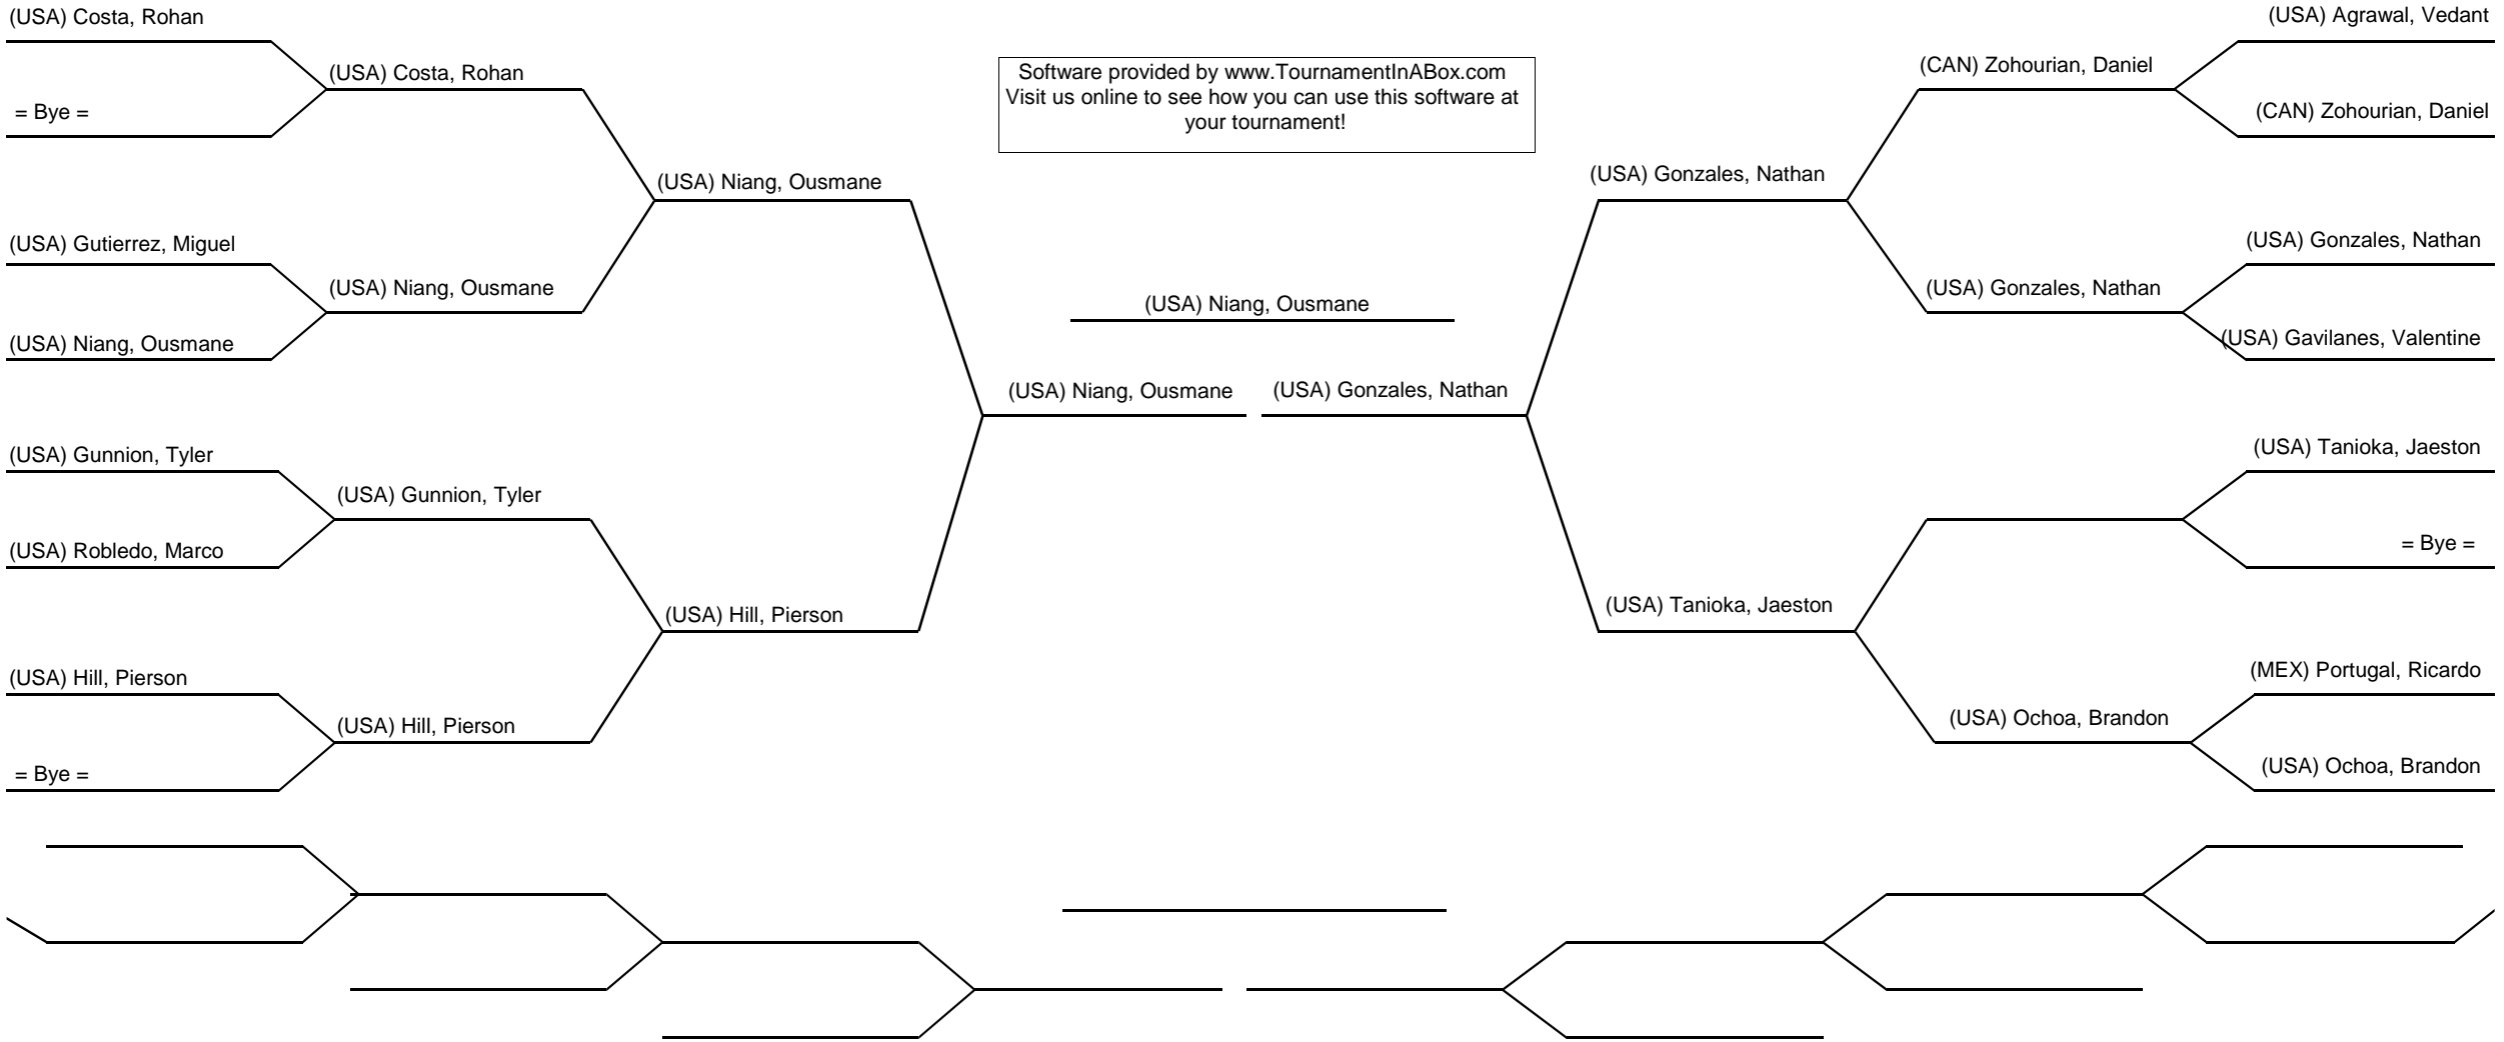 (USA) Costa, Rohan
= Bye =
(USA) Gutierrez, Miguel
(USA) Niang, Ousmane
(USA) Gunnion, Tyler
(USA) Robledo, Marco
(USA) Hill, Pierson
= Bye =
(USA) Costa, Rohan
(USA) Niang, Ousmane
(USA) Gunnion, Tyler
(USA) Hill, Pierson
(USA) Niang, Ousmane
(USA) Hill, Pierson
Software provided by www.TournamentInABox.com
Visit us online to see how you can use this software at
your tournament!
(USA) Niang, Ousmane
(USA) Niang, Ousmane
(USA) Gonzales, Nathan
(USA) Gonzales, Nathan
(USA) Tanioka, Jaeston
(CAN) Zohourian, Daniel
(USA) Gonzales, Nathan
(USA) Ochoa, Brandon
(USA) Agrawal, Vedant
(CAN) Zohourian, Daniel
(USA) Gonzales, Nathan
(USA) Gavilanes, Valentine
(USA) Tanioka, Jaeston
= Bye =
(MEX) Portugal, Ricardo
(USA) Ochoa, Brandon